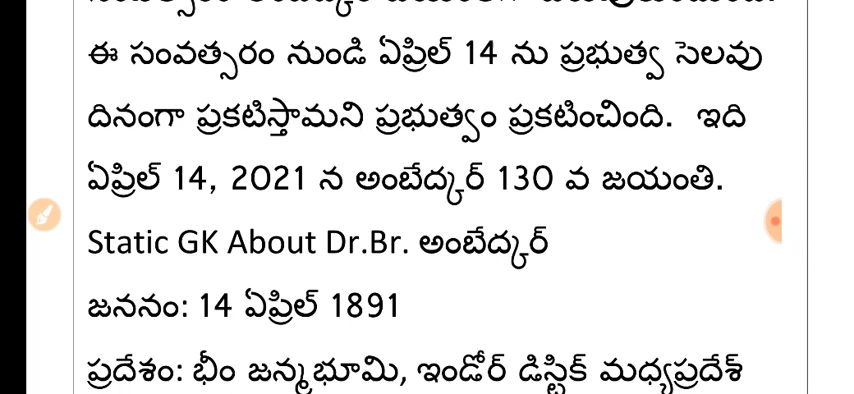 ఈ సంవత్సరం నుండి ఏప్రిల్ 14 ను ప్రభుత్వ సెలవు
దినంగా ప్రకటిస్తామని ప్రభుత్వం ప్రకటించింది. ఇది
ఏప్రిల్ 14, 2021 న అంబేద్కర్ 130 వ జయంతి.
Static GK About Dr.Br. అంబేద్కర్
జననం: 14 ఏప్రిల్ 1891
ప్రదేశం: భీం జన్మభూమి, ఇండోర్ డిస్టిక్ మధ్యప్రదేశ్